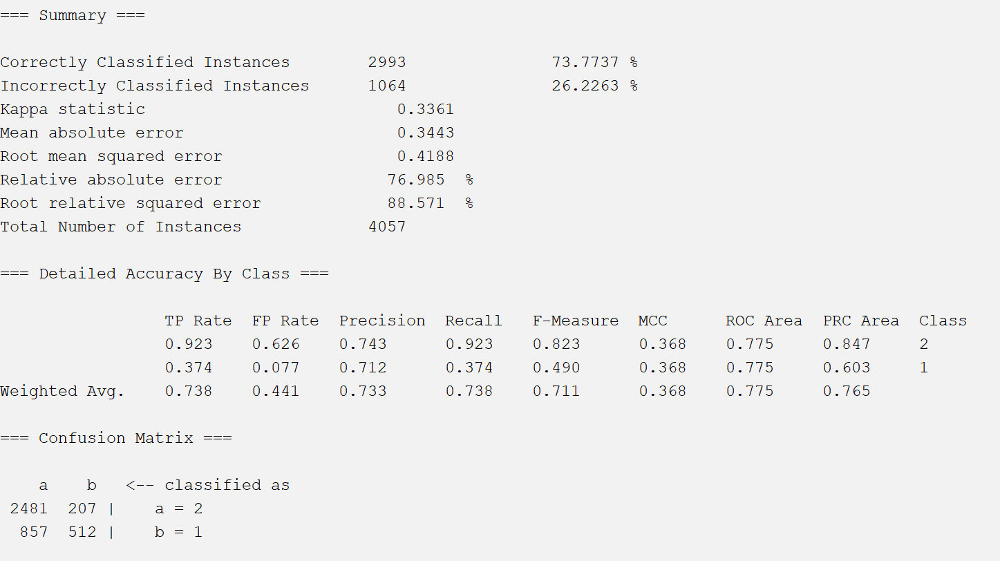 === Summary ===
Correctly Classified Instances 2993 73.7737 %
Incorrectly Classified Instances 1064 26.2263 %
Kappa statistic 0.3361
Mean absolute error 0.3443
Root mean squared error 0.4188
Relative absolute error 76.985 %
Root relative squared error 88.571 %
Total Number of Instances 4057
=== Detailed Accuracy By Class ===
TP Rate FP Rate Precision Recall F-Measure MCC ROC Area PRC Area Class
0.923 0.626 0.743 0.923 0.823 0.368 0.775 0.847 2
0.374 0.077 0.712 0.374 0.490 0.368 0.775 0.603 1
Weighted Avg. 0.738 0.441 0.733 0.738 0.711 0.368 0.775 0.765
=== Confusion Matrix ===
a b <-- classified as
2481 207 | a = 2
857 512 | b = 1